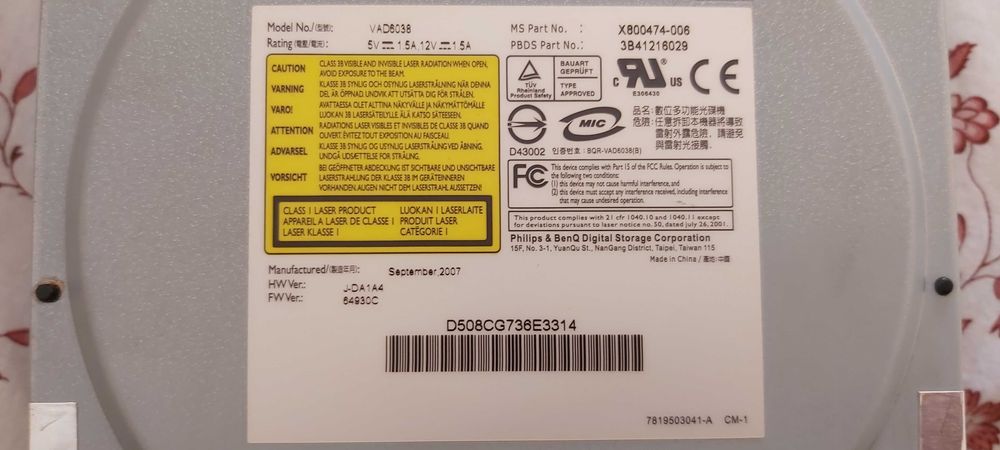 Model No./(型號): VAD6038
Rating(電壓/電流): 5V 1.5A,12V 1.5A
MS Part No.: X800474-006
PBDS Part No.: 3B41216029
CAUTION CLASS 3B VISIBLE AND INVISIBLE LASER RADIATION WHEN OPEN, AVOID EXPOSURE TO THE BEAM.
VARNING KLASSE 3B SYNLIG OCH OSYNLIG LASERSTRÅLNING NÄR DENNA DEL ÄR ÖPPNAD UNDVIK ATT UTSÄTTA DIG FÖR STRÅLEN.
VARO! AVATTAESSA OLET ALTTINA NÄKYVÄLLE JA NÄKYMÄTTÖMÄLLE LUOKAN 3B LASERSÄTEILYLLE. ÄLÄ KATSO SÄTEESEEN.
ATTENTION RADIATIONS LASER VISIBLES ET INVISIBLES DE CLASSE 3B QUAND OUVERT. ÉVITEZ TOUT EXPOSITION AU FAISCEAU.
ADVARSEL KLASSE 3B SYNLIG OG USYNLIG LASERSTRÅLING VED ÅBNING, UNDGÅ UDSÆTTELSE FOR STRÅLING.
VORSICHT BEI GEÖFFNETER ABDECKUNG IST SICHTBARE UND UNSICHTBARE LASERSTRAHLUNG DER KLASSE 3B IM GERÄTEINNEREN VORHANDEN.AUGEN NICHT DEM LASERSTRAHL AUSSETZEN!
CLASS I LASER PRODUCT LUOKAN I LASERLAITE
APPAREIL A LASER DE CLASSE I PRODUIT LASER
LASER KLASSE I CATÉGORIE I
TÜV
Rheinland
Product Safety
BAUART
GEPRÜFT
TYPE
APPROVED
c RU ® US CE
E306430
D43002
MIC
인증번호 : BQR-VAD6038(B)
品名:數位多功能光碟機
危險:任意拆卸本機器將導致
雷射外露危險,請避免
與雷射光接觸.
FC
This device complies with Part 15 of the FCC Rules. Operation is subject to
the following two conditions:
(1) this device may not cause harmful interference, and
(2) this device must accept any interference received, including interference
that may cause undesired operation.
This product complies with 21 cfr 1040.10 and 1040.11 except
for deviations pursuant to laser notice no. 50, dated july 26, 2001.
Philips & BenQ Digital Storage Corporation
15F, No. 3-1, YuanQu St., NanGang District, Taipei, Taiwan 115
Made in China / 產地:中國
Manufactured/(製造年月): September,2007
HW Ver.: J-DA1A4
FW Ver.: 64930C
D508CG736E3314
7819503041-A CM-1